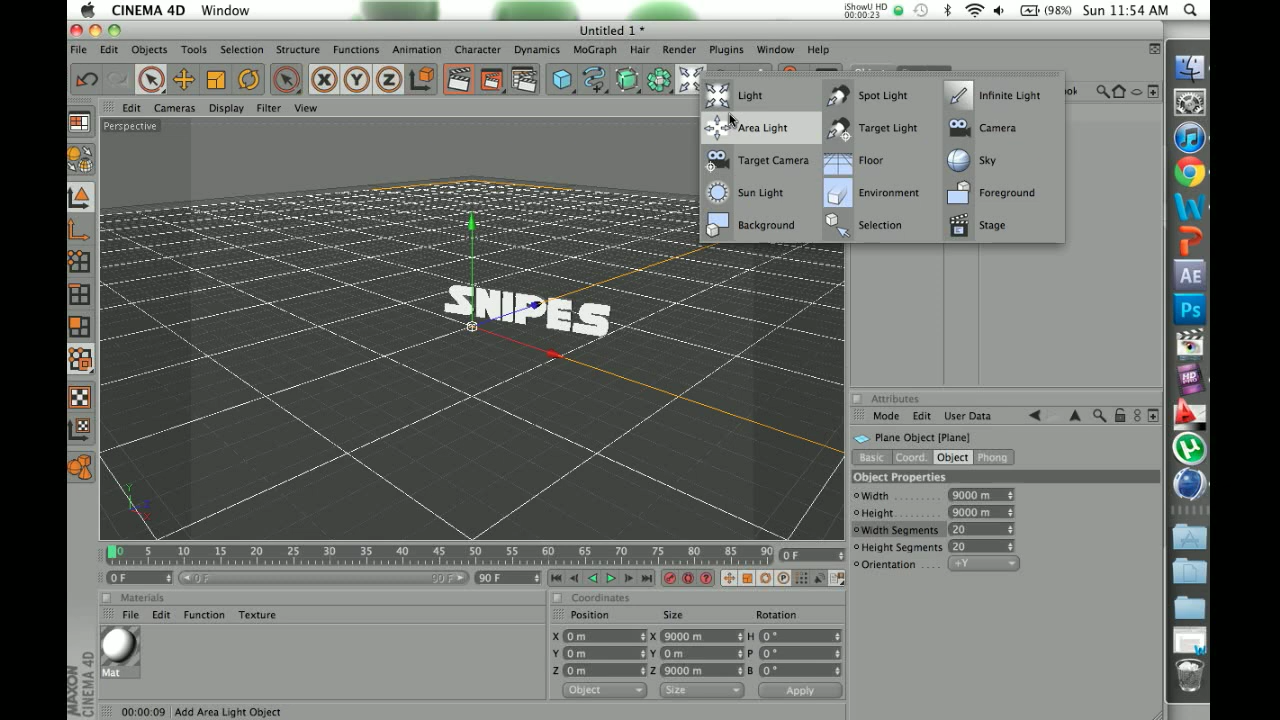 CINEMA 4D Window
iShowU HD
00:00:23
(98%) Sun 11:54 AM
Untitled 1 *
File Edit Objects Tools Selection Structure Functions Animation Character Dynamics MoGraph Hair Render Plugins Window Help
X Y Z
Edit Cameras Display Filter View
Perspective
Light Spot Light Infinite Light
Area Light Target Light Camera
Target Camera Floor Sky
Sun Light Environment Foreground
Background Selection Stage
SNIPES
Y
AE
Ps
HD
Attributes
Mode Edit User Data
Plane Object [Plane]
Basic Coord. Object Phong
Object Properties
Width 9000 m
Height 9000 m
Width Segments 20
Height Segments 20
Orientation +Y
0 5 10 15 20 25 30 35 40 45 50 55 60 65 70 75 80 85 90 0 F
0 F 0 F 90 F 90 F
Materials
File Edit Function Texture
Mat
Coordinates
Position Size Rotation
X 0 m X 9000 m H 0 °
Y 0 m Y 0 m P 0 °
Z 0 m Z 9000 m B 0 °
Object Size Apply
MAXON
CINEMA 4D
00:00:09 Add Area Light Object